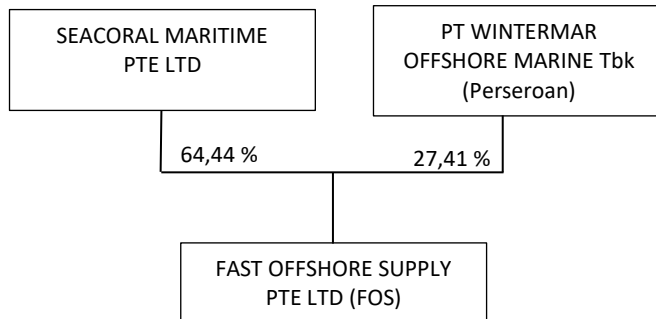 SEACORAL MARITIME
PTE LTD
PT WINTERMAR
OFFSHORE MARINE Tbk
(Perseroan)
64,44 %
27,41 %
FAST OFFSHORE SUPPLY
PTE LTD (FOS)